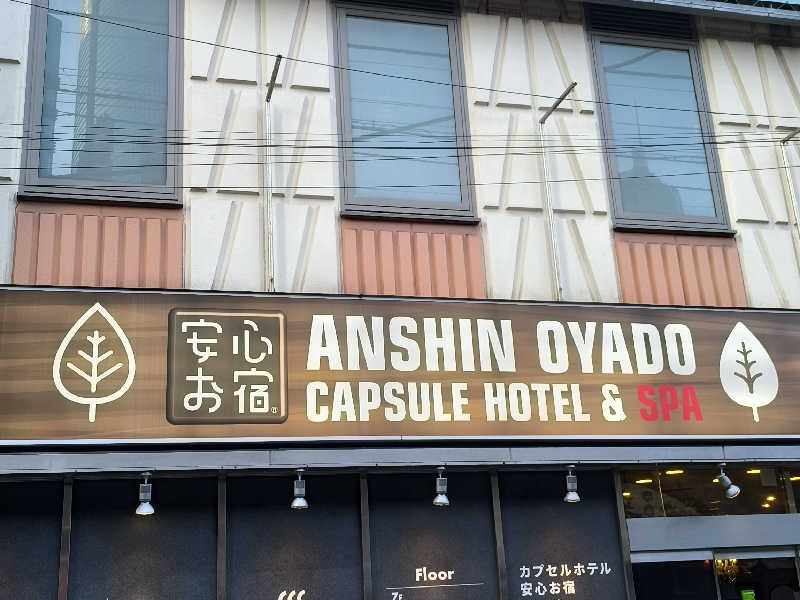 安心
お宿®
ANSHIN OYADO
CAPSULE HOTEL & SPA
Floor
7F
カプセルホテル
安心お宿